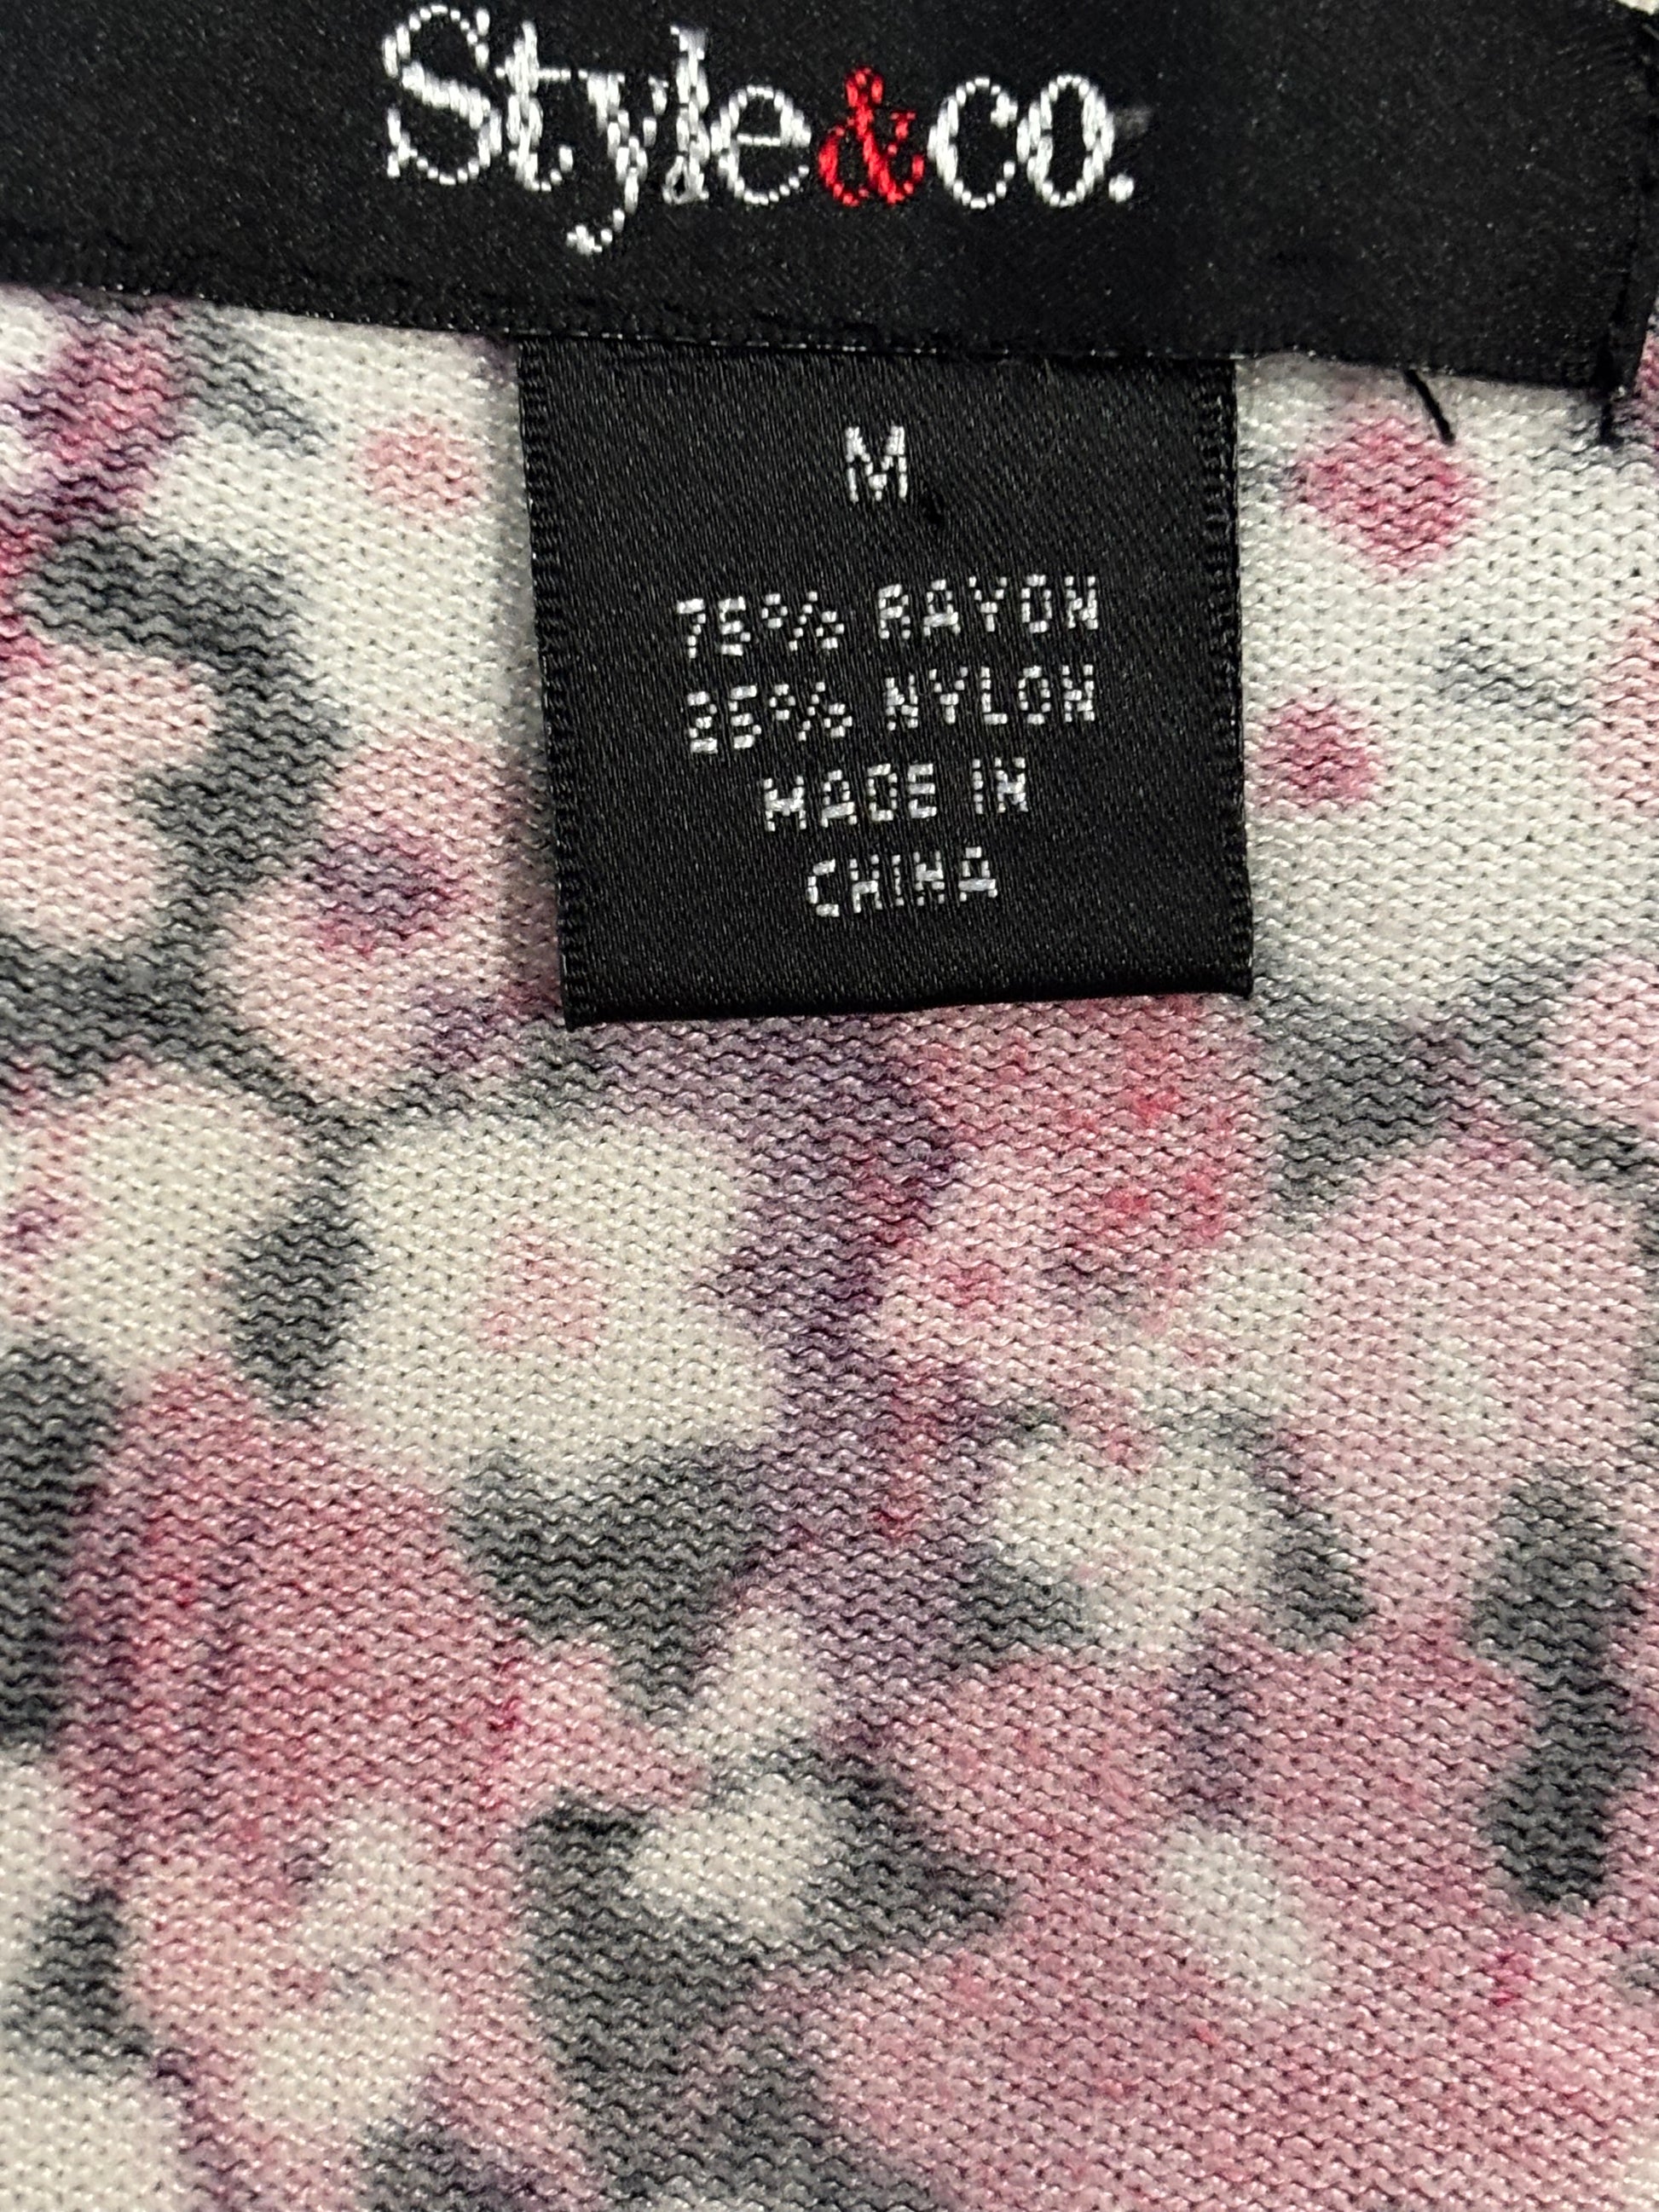 Style&co.
M
75% RAYON
25% NYLON
MADE IN
CHINA